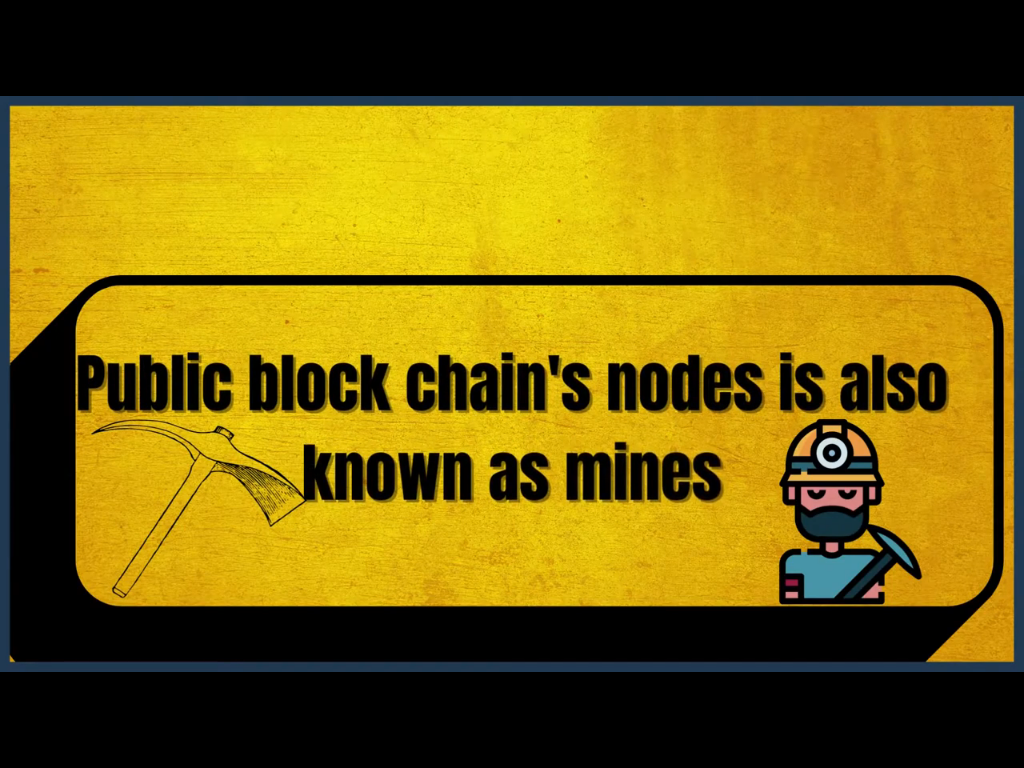 Public block chain's nodes is also
known as mines